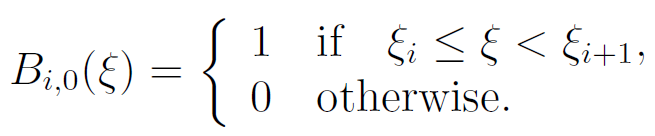 B_{i,0}(ξ) = { 1 if ξ_i ≤ ξ < ξ_{i+1},
0 otherwise.